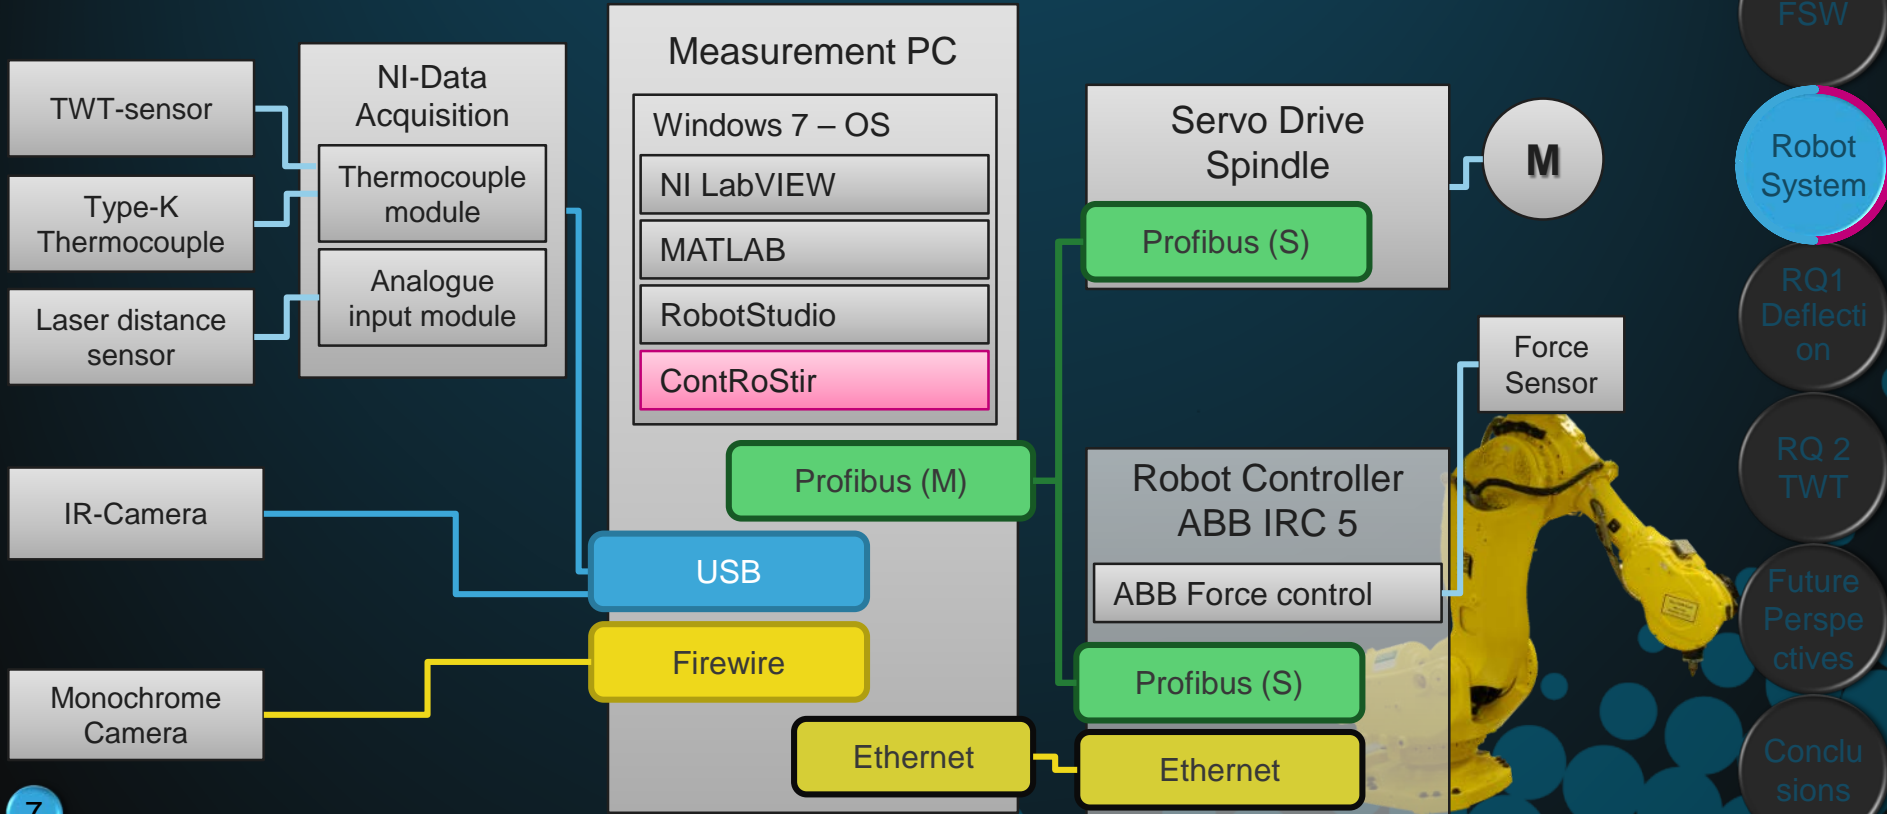 TWT-sensor
Type-K
Thermocouple
Laser distance
sensor
IR-Camera
Monochrome
Camera
7
NI-Data
Acquisition
Thermocouple
module
Analogue
input module
Measurement PC
Windows 7 – OS
NI LabVIEW
MATLAB
RobotStudio
ContRoStir
Profibus (M)
USB
Firewire
Ethernet
Servo Drive
Spindle
Profibus (S)
M
Force
Sensor
Robot Controller
ABB IRC 5
ABB Force control
Profibus (S)
Ethernet
FSW
Robot
System
RQ1
Deflecti
on
RQ 2
TWT
Future
Perspe
ctives
Conclu
sions